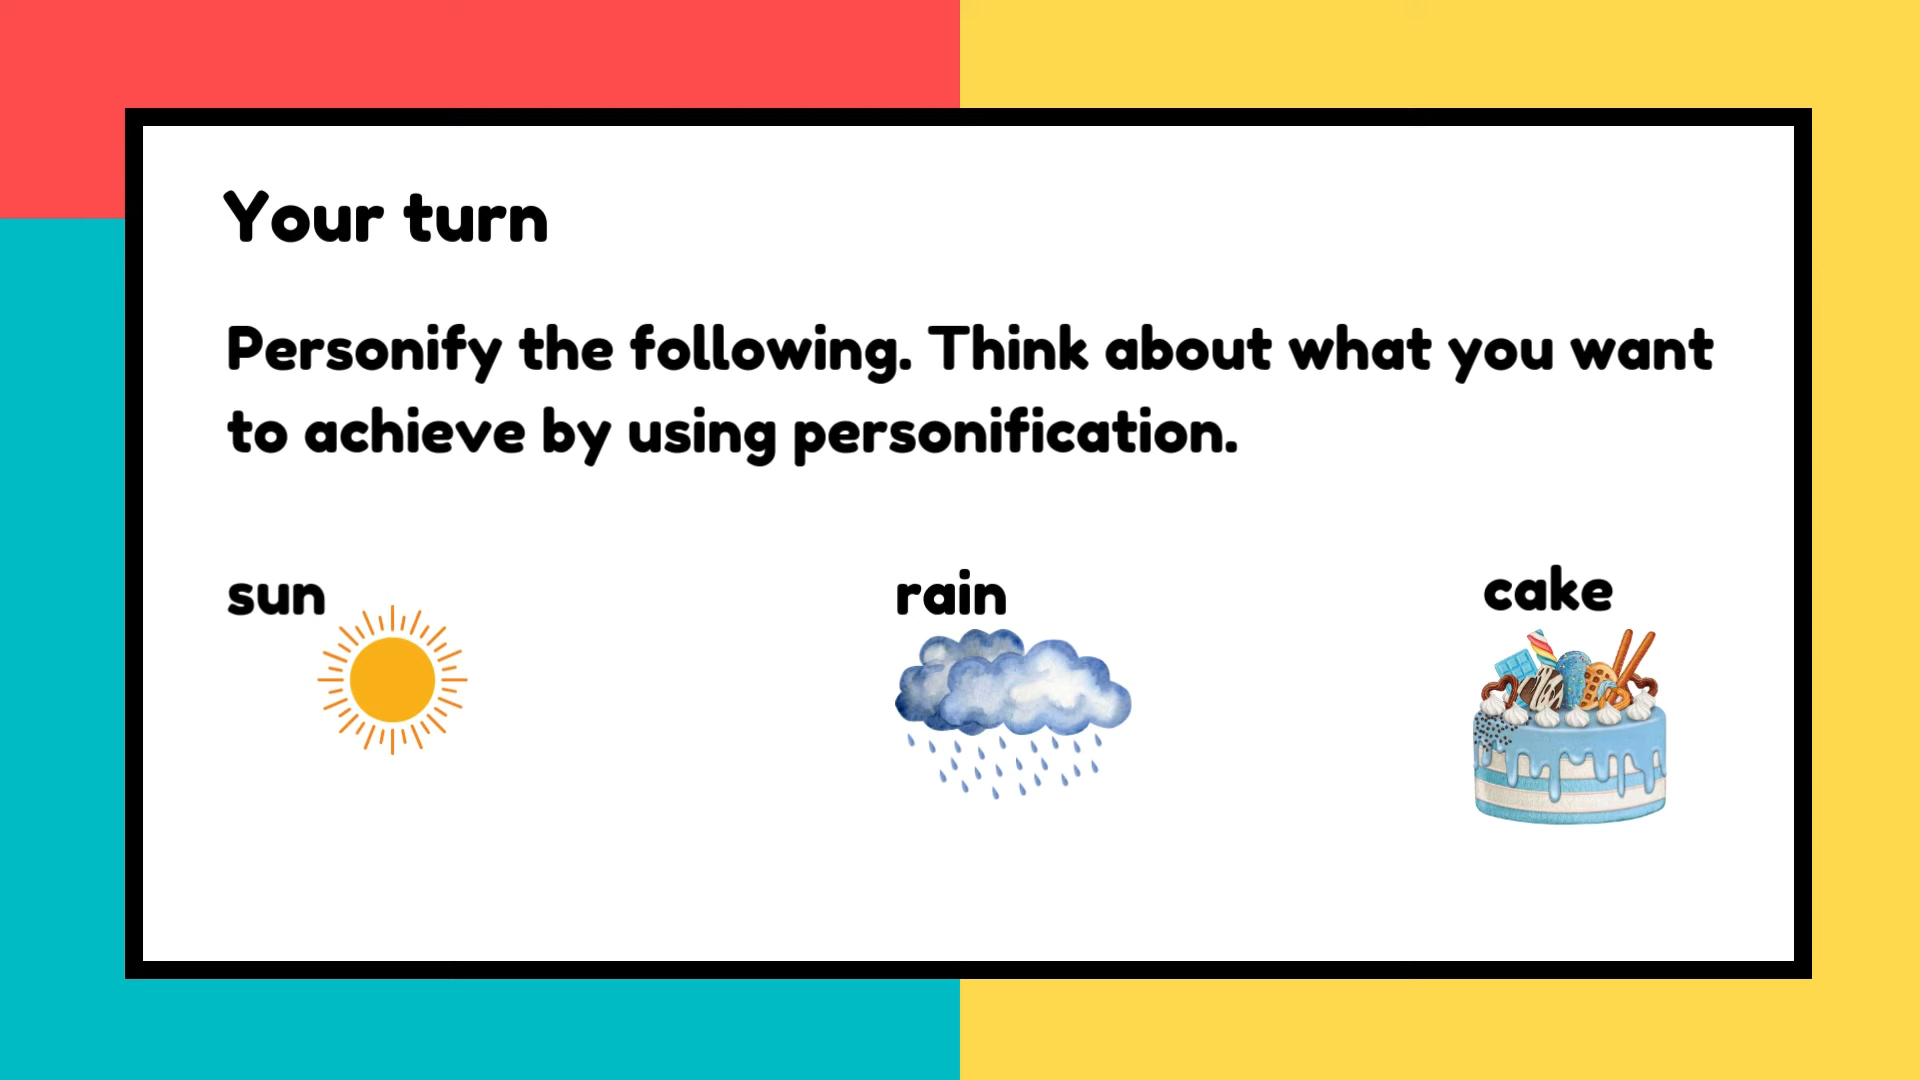 Your turn
Personify the following. Think about what you want
to achieve by using personification.
sun
rain
cake